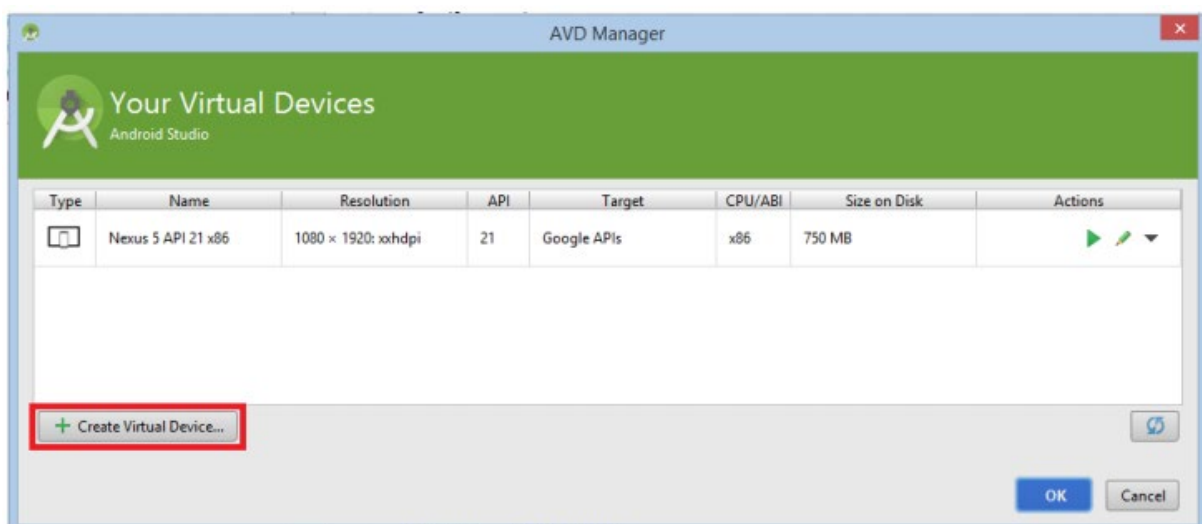 AVD Manager
Your Virtual Devices
Android Studio
Type Name Resolution API Target CPU/ABI Size on Disk Actions
Nexus 5 API 21 x86 1080 × 1920: xxhdpi 21 Google APIs x86 750 MB
Create Virtual Device...
OK Cancel